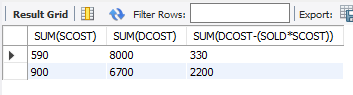 Result Grid Filter Rows: Export:
SUM(SCOST) SUM(DCOST) SUM(DCOST-(SOLD*SCOST))
590 8000 330
900 6700 2200